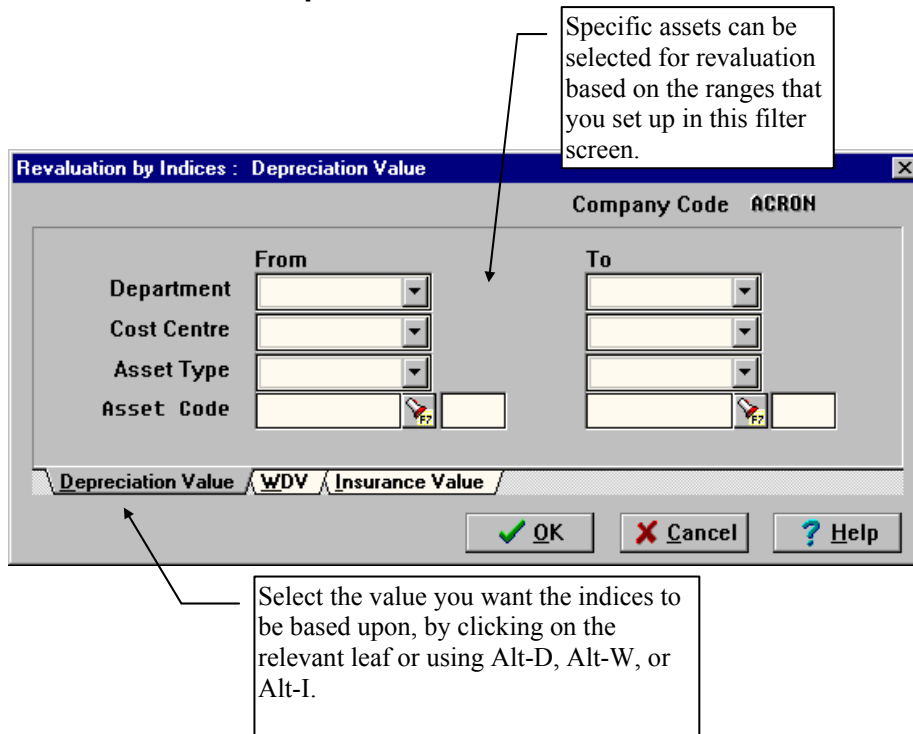 Specific assets can be
selected for revaluation
based on the ranges that
you set up in this filter
screen.
Revaluation by Indices : Depreciation Value
Company Code ACRON
From To
Department
Cost Centre
Asset Type
Asset Code F7 F7
Depreciation Value WDV Insurance Value
OK Cancel Help
Select the value you want the indices to
be based upon, by clicking on the
relevant leaf or using Alt-D, Alt-W, or
Alt-I.